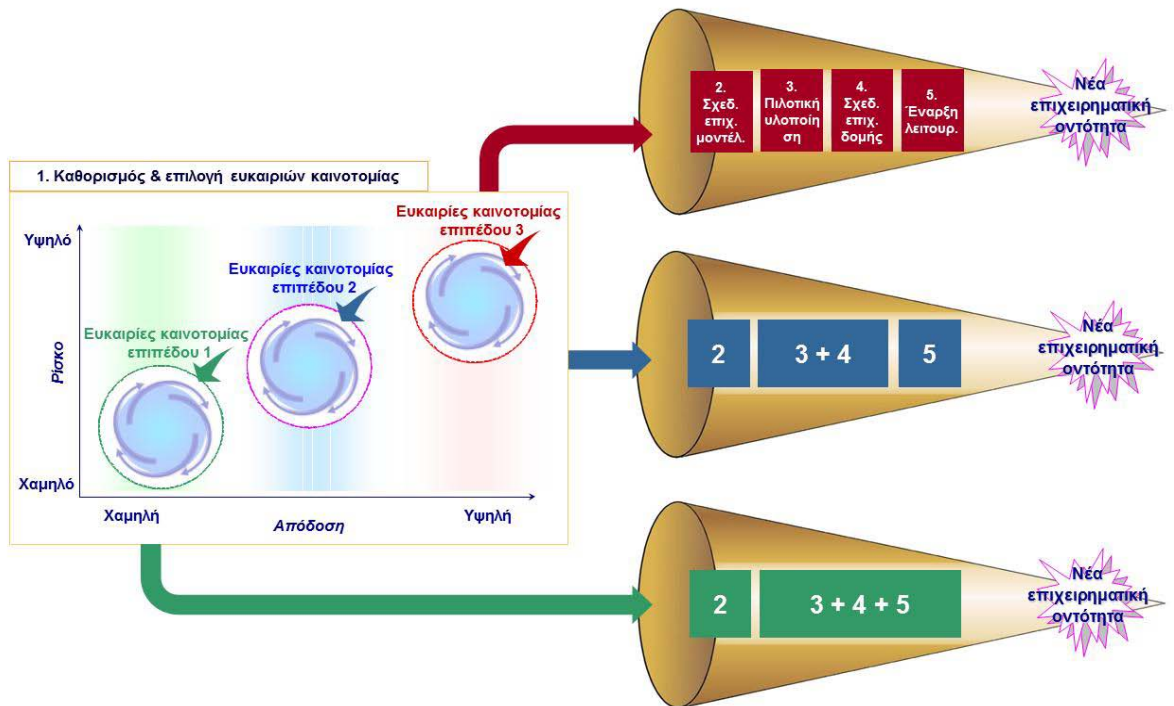 2.
Σχεδ.
επιχ.
μοντέλ.
3.
Πιλοτική
υλοποίη
ση
4.
Σχεδ.
επιχ.
δομής
5.
Έναρξη
λειτουρ.
Νέα
επιχειρηματική
οντότητα
1. Καθορισμός & επιλογή ευκαιριών καινοτομίας
Ευκαιρίες καινοτομίας
επιπέδου 3
Υψηλό
Ευκαιρίες καινοτομίας
επιπέδου 2
Ευκαιρίες καινοτομίας
επιπέδου 1
Ρίσκο
Χαμηλό
Χαμηλή
Απόδοση
Υψηλή
2
3 + 4
5
Νέα
επιχειρηματική
οντότητα
2
3 + 4 + 5
Νέα
επιχειρηματική
οντότητα